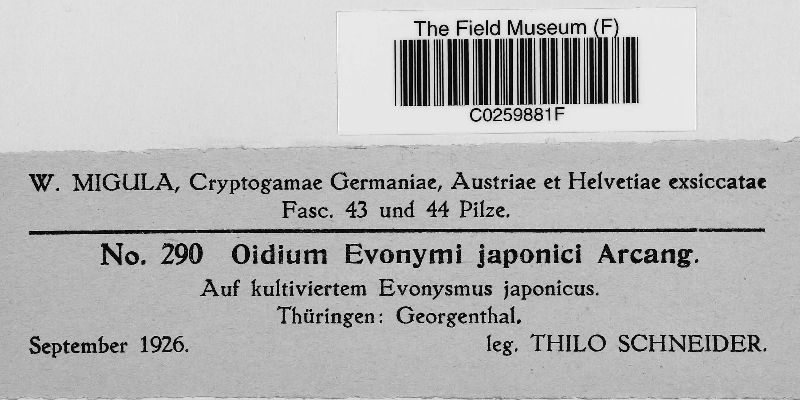 The Field Museum (F)
C0259881F
W. MIGULA, Cryptogamae Germaniae, Austriae et Helvetiae exsiccatae
Fasc. 43 und 44 Pilze.
No. 290 Oidium Evonymi japonici Arcang.
Auf kultiviertem Evonysmus japonicus.
Thüringen: Georgenthal.
September 1926. leg. THILO SCHNEIDER.